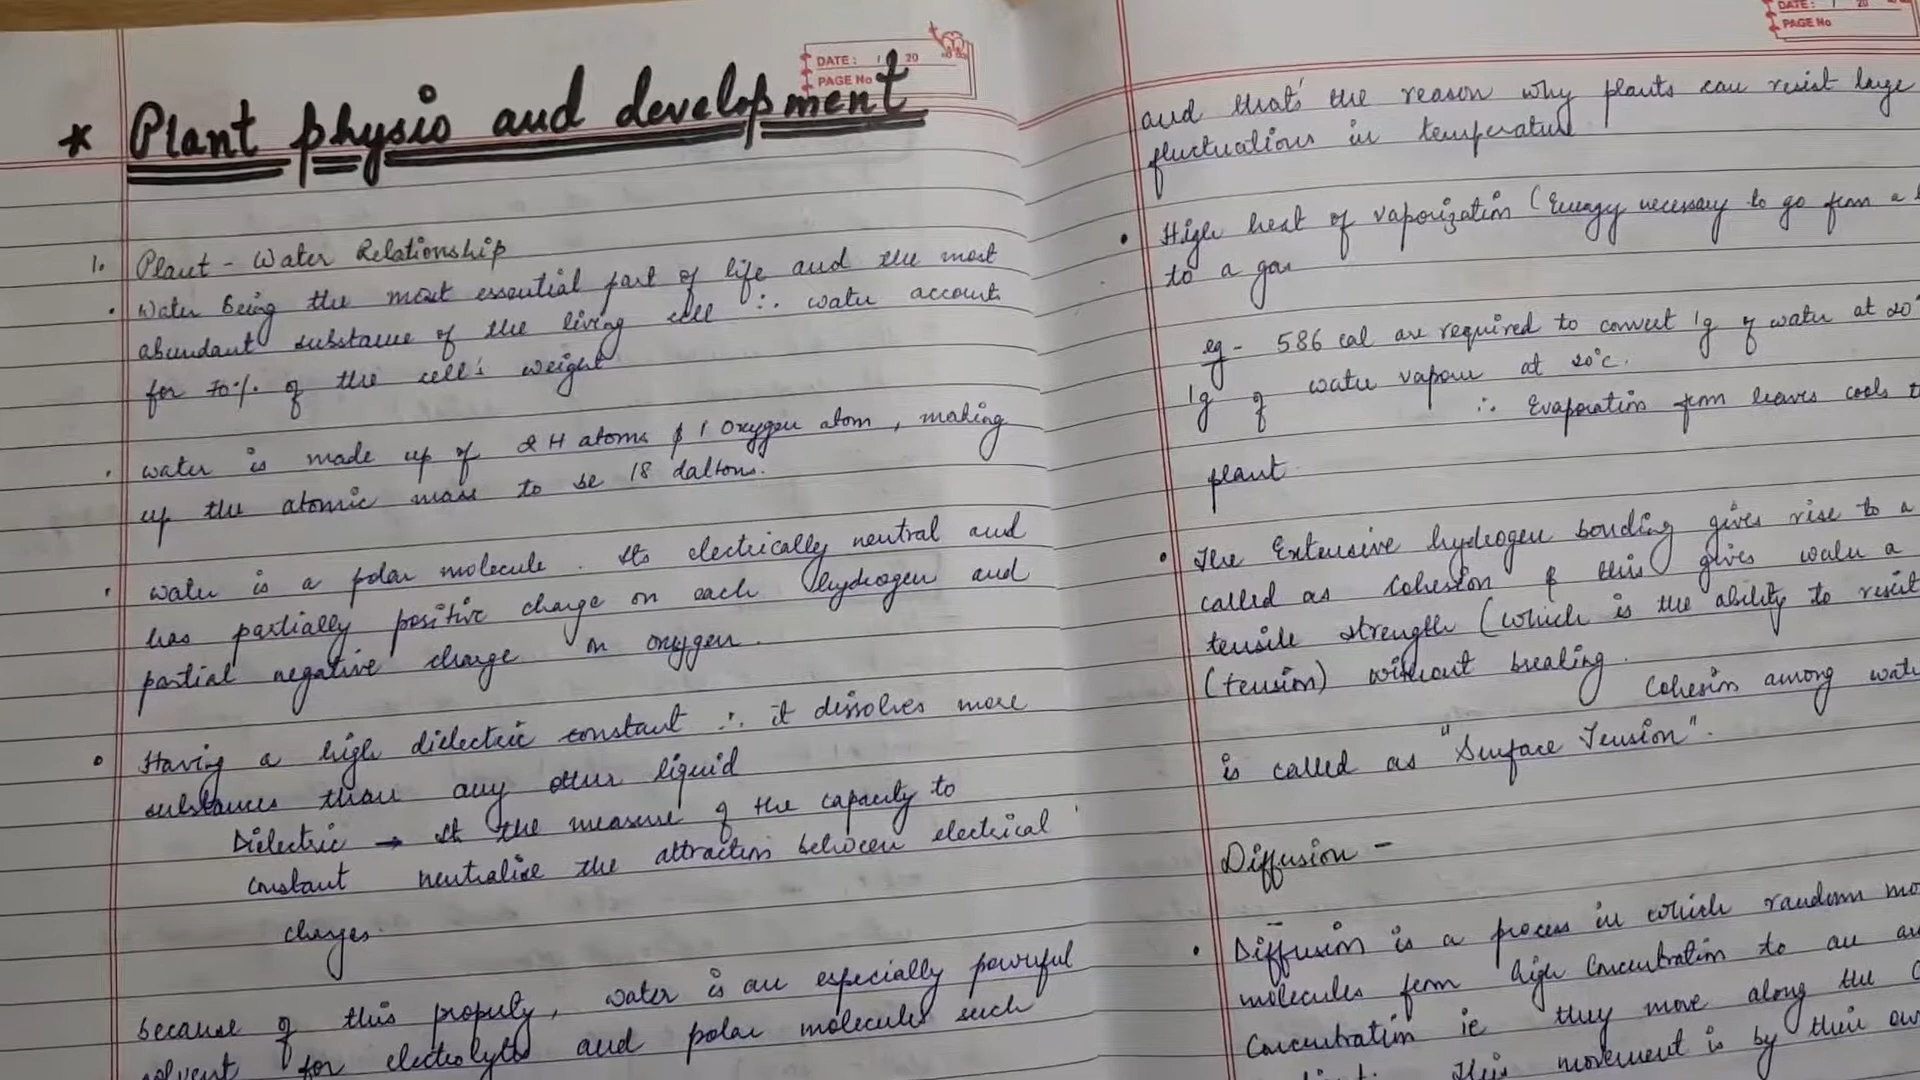 DATE: / 20
PAGE No
* Plant physio and development
1. Plant - Water Relationship
• Water Being the most essential part of life and the most
abundant substance of the living cell ∴ water account
for 70% of the cell's weight
• water is made up of 2 H atoms & 1 Oxygen atom, making
up the atomic mass to be 18 daltons.
• water is a polar molecule. Its electrically neutral and
has partially positive charge on each hydrogen and
partial negative charge on oxygen.
• Having a high dielectric constant ∴ it dissolves more
substances than any other liquid
Dielectric → It the measure of the capacity to
constant neutralise the attraction between electrical
charges.
because of this property, water is an especially powerful
solvent for electrolytes and polar molecules such
DATE: / 20
PAGE No
and that's the reason why plants can resist large
fluctuations in temperature
• High heat of vaporization (Energy necessary to go from a
to a gas
eg - 586 cal are required to convert 1g of water at 20°
1g of water vapour at 20°c.
∴ Evaporation from leaves cools
plant
• The Extensive hydrogen bonding gives rise to a
called as Cohesion & this gives water a
tensile strength (which is the ability to resist
(tension) without breaking.
Cohesion among
is called as "Surface Tension".
Diffusion -
• Diffusion is a process in which random
molecules from high Concentration to an
Concentration ie they move along the
This movement is by their